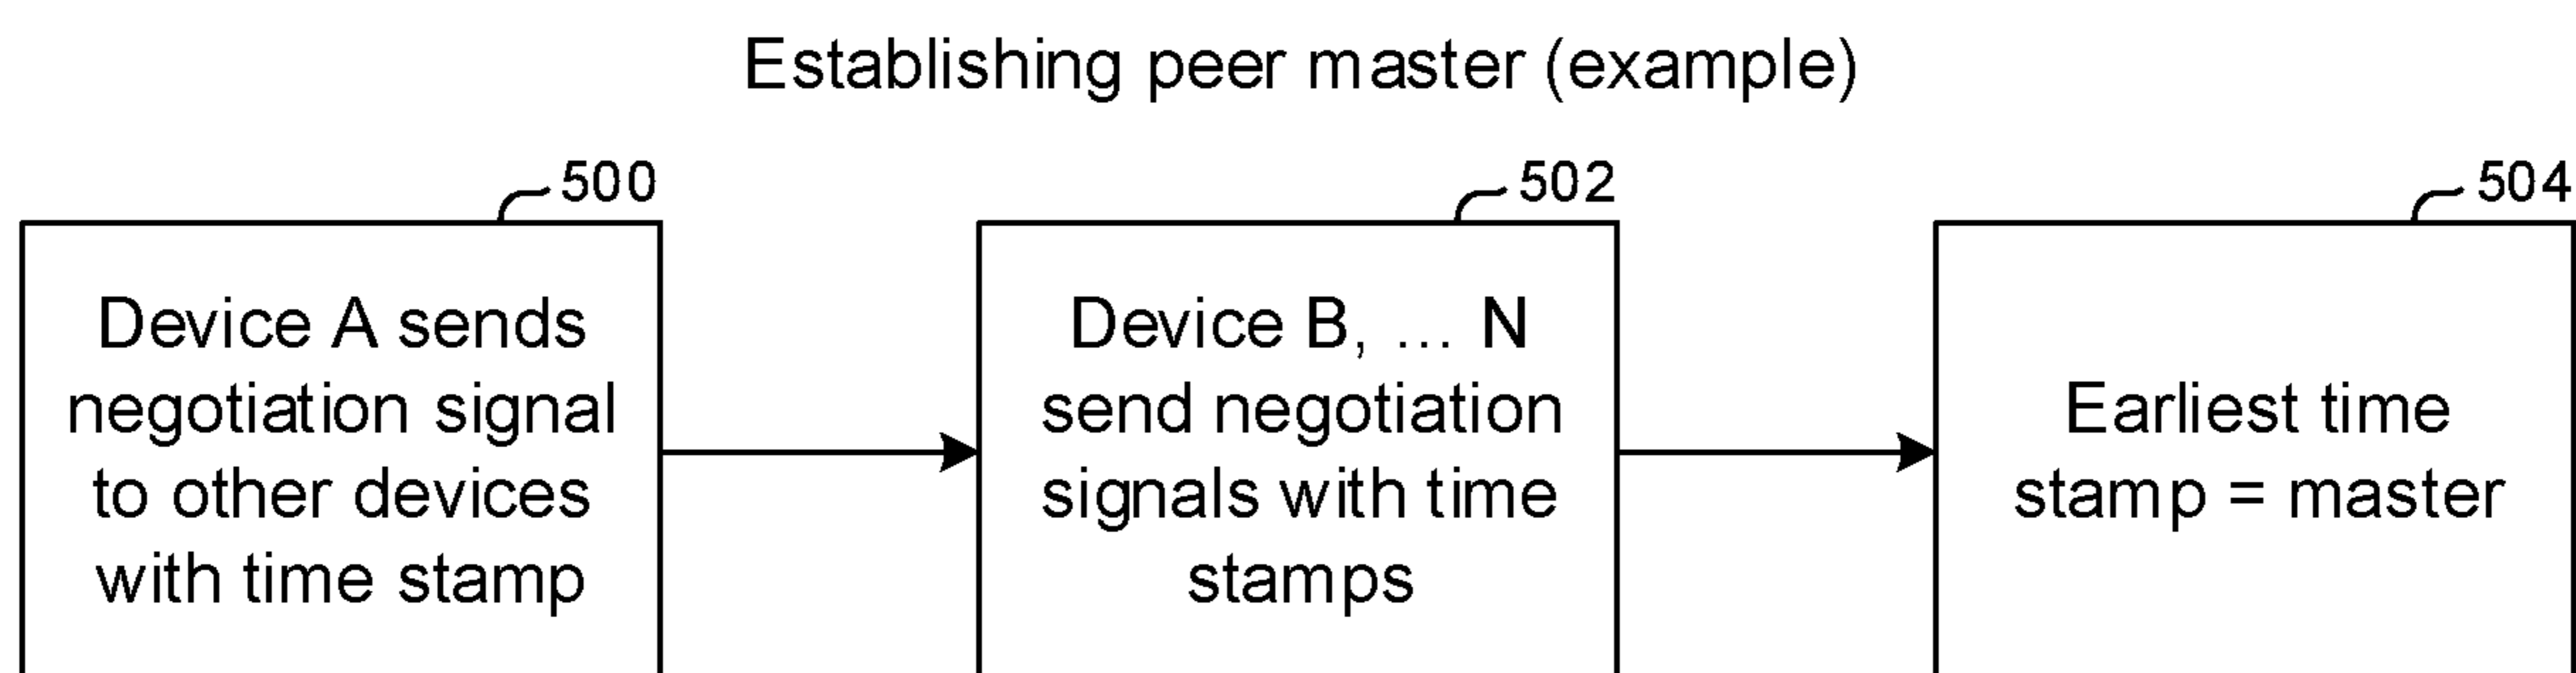 Establishing peer master (example)
500
Device A sends
negotiation signal
to other devices
with time stamp
502
Device B, ... N
send negotiation
signals with time
stamps
504
Earliest time
stamp = master